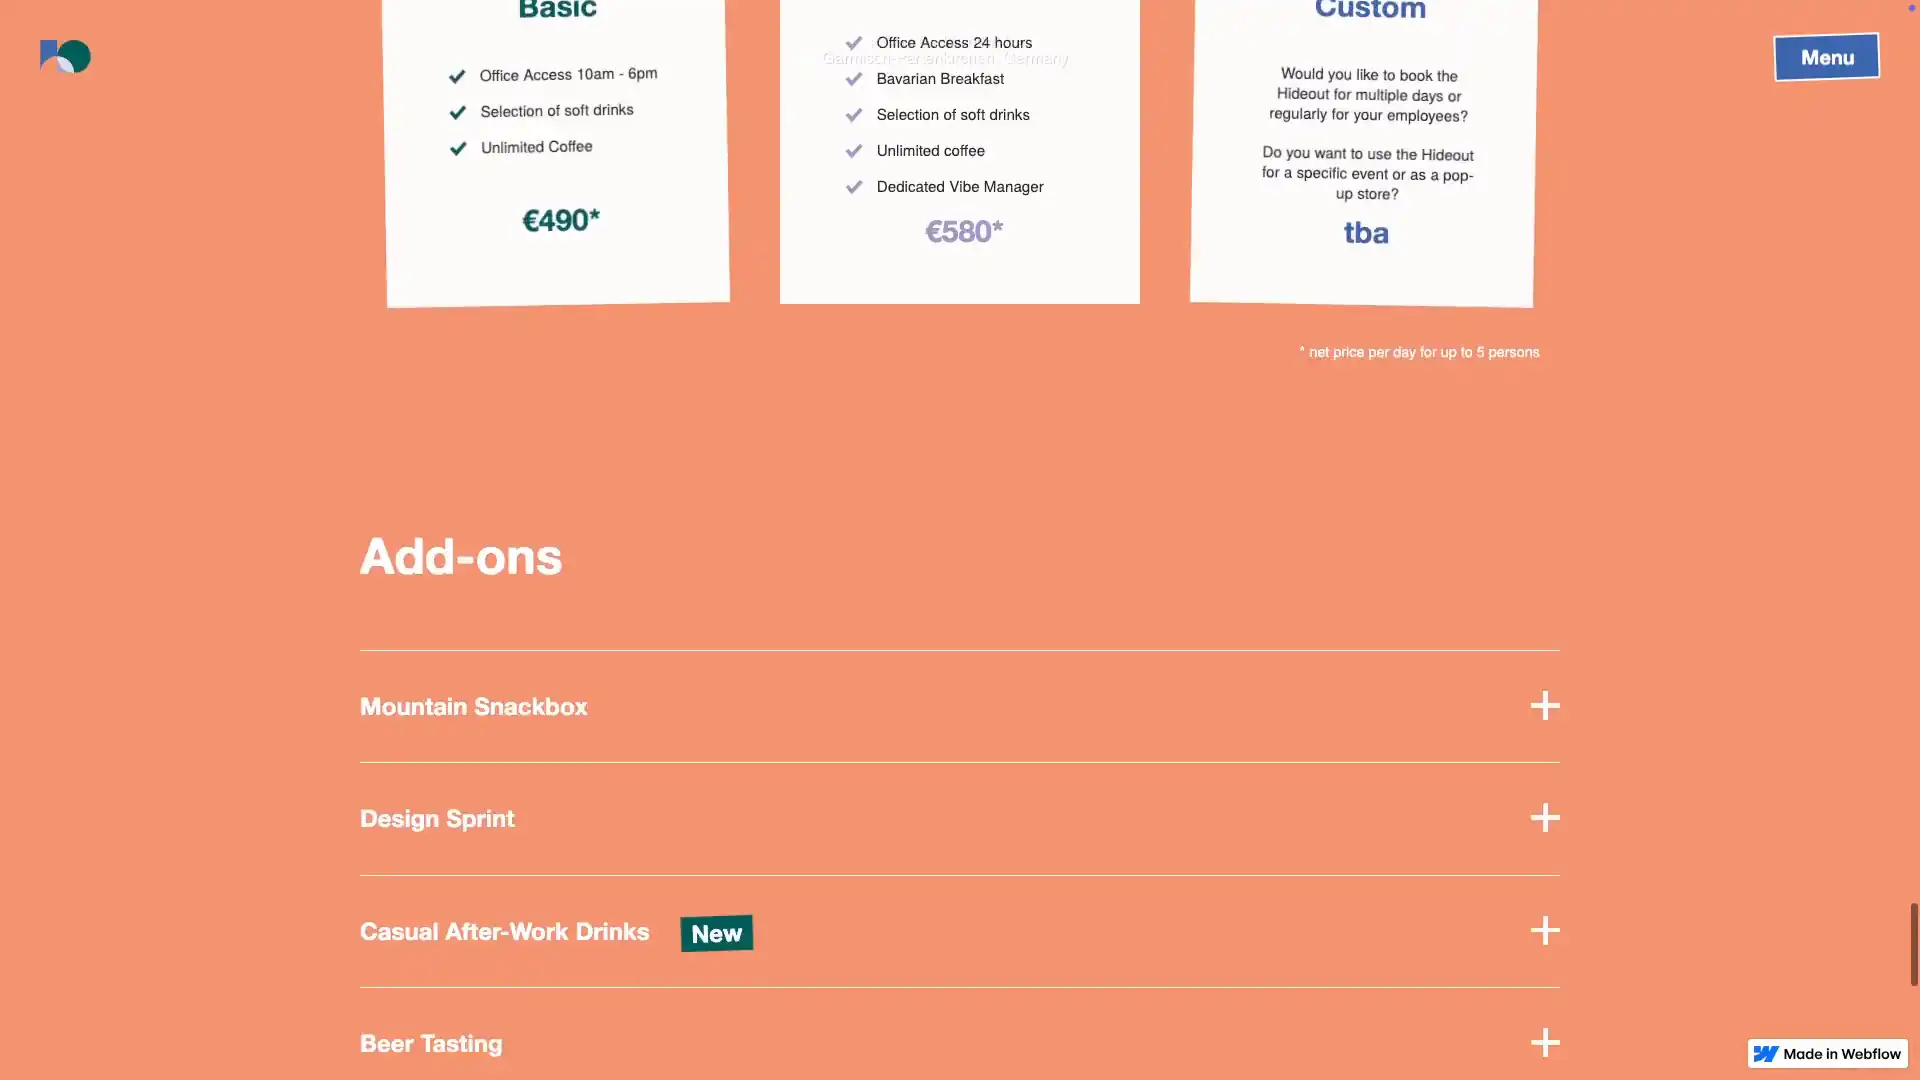 Basic
Office Access 10am - 6pm
Selection of soft drinks
Unlimited Coffee
€490*
Office Access 24 hours
Garmisch-Partenkirchen, Germany
Bavarian Breakfast
Selection of soft drinks
Unlimited coffee
Dedicated Vibe Manager
€580*
Custom
Would you like to book the
Hideout for multiple days or
regularly for your employees?
Do you want to use the Hideout
for a specific event or as a pop-
up store?
tba
Menu
* net price per day for up to 5 persons
Add-ons
Mountain Snackbox
Design Sprint
Casual After-Work Drinks New
Beer Tasting
Made in Webflow